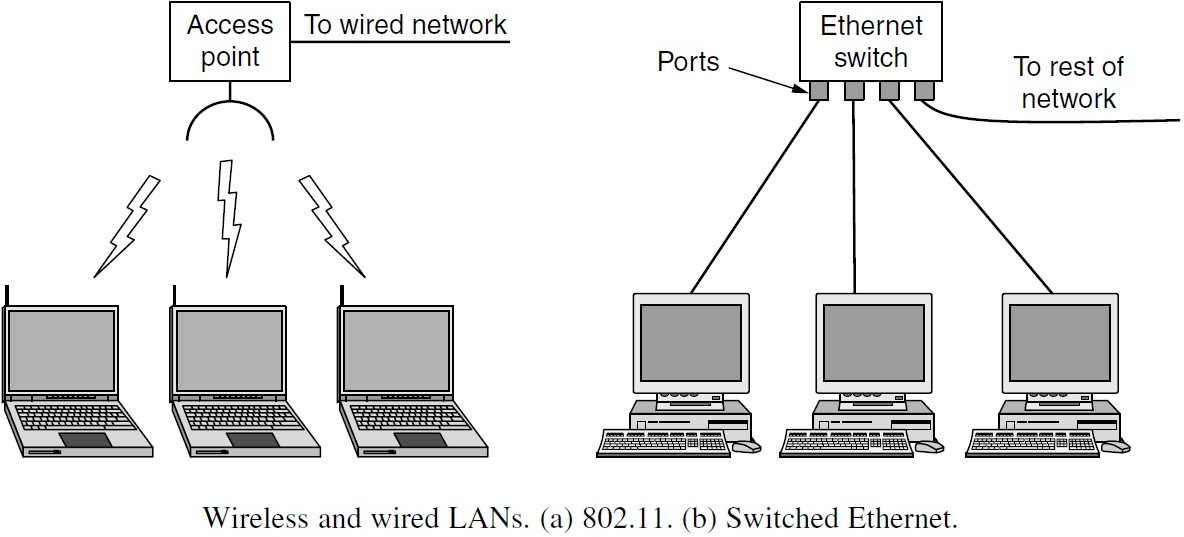 Access
point
To wired network
Ethernet
switch
Ports
To rest of
network
Wireless and wired LANs. (a) 802.11. (b) Switched Ethernet.